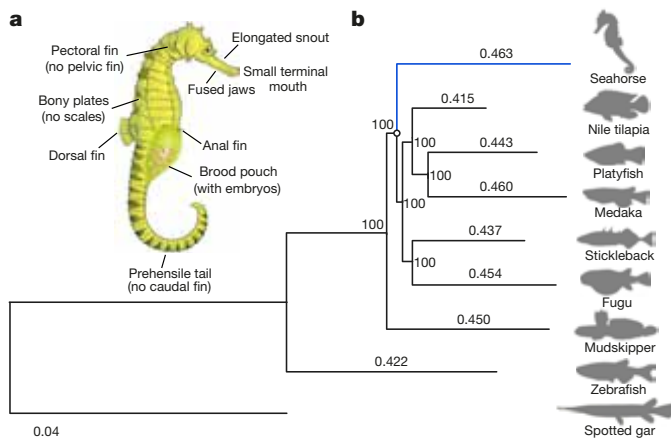 a
Elongated snout
Pectoral fin
(no pelvic fin)
Small terminal
mouth
Fused jaws
Bony plates
(no scales)
Anal fin
Dorsal fin
Brood pouch
(with embryos)
Prehensile tail
(no caudal fin)
b
0.463
Seahorse
0.415
Nile tilapia
100
100
0.443
Platyfish
100
0.460
Medaka
100
0.437
Stickleback
100
100
0.454
Fugu
0.450
Mudskipper
0.422
Zebrafish
Spotted gar
0.04